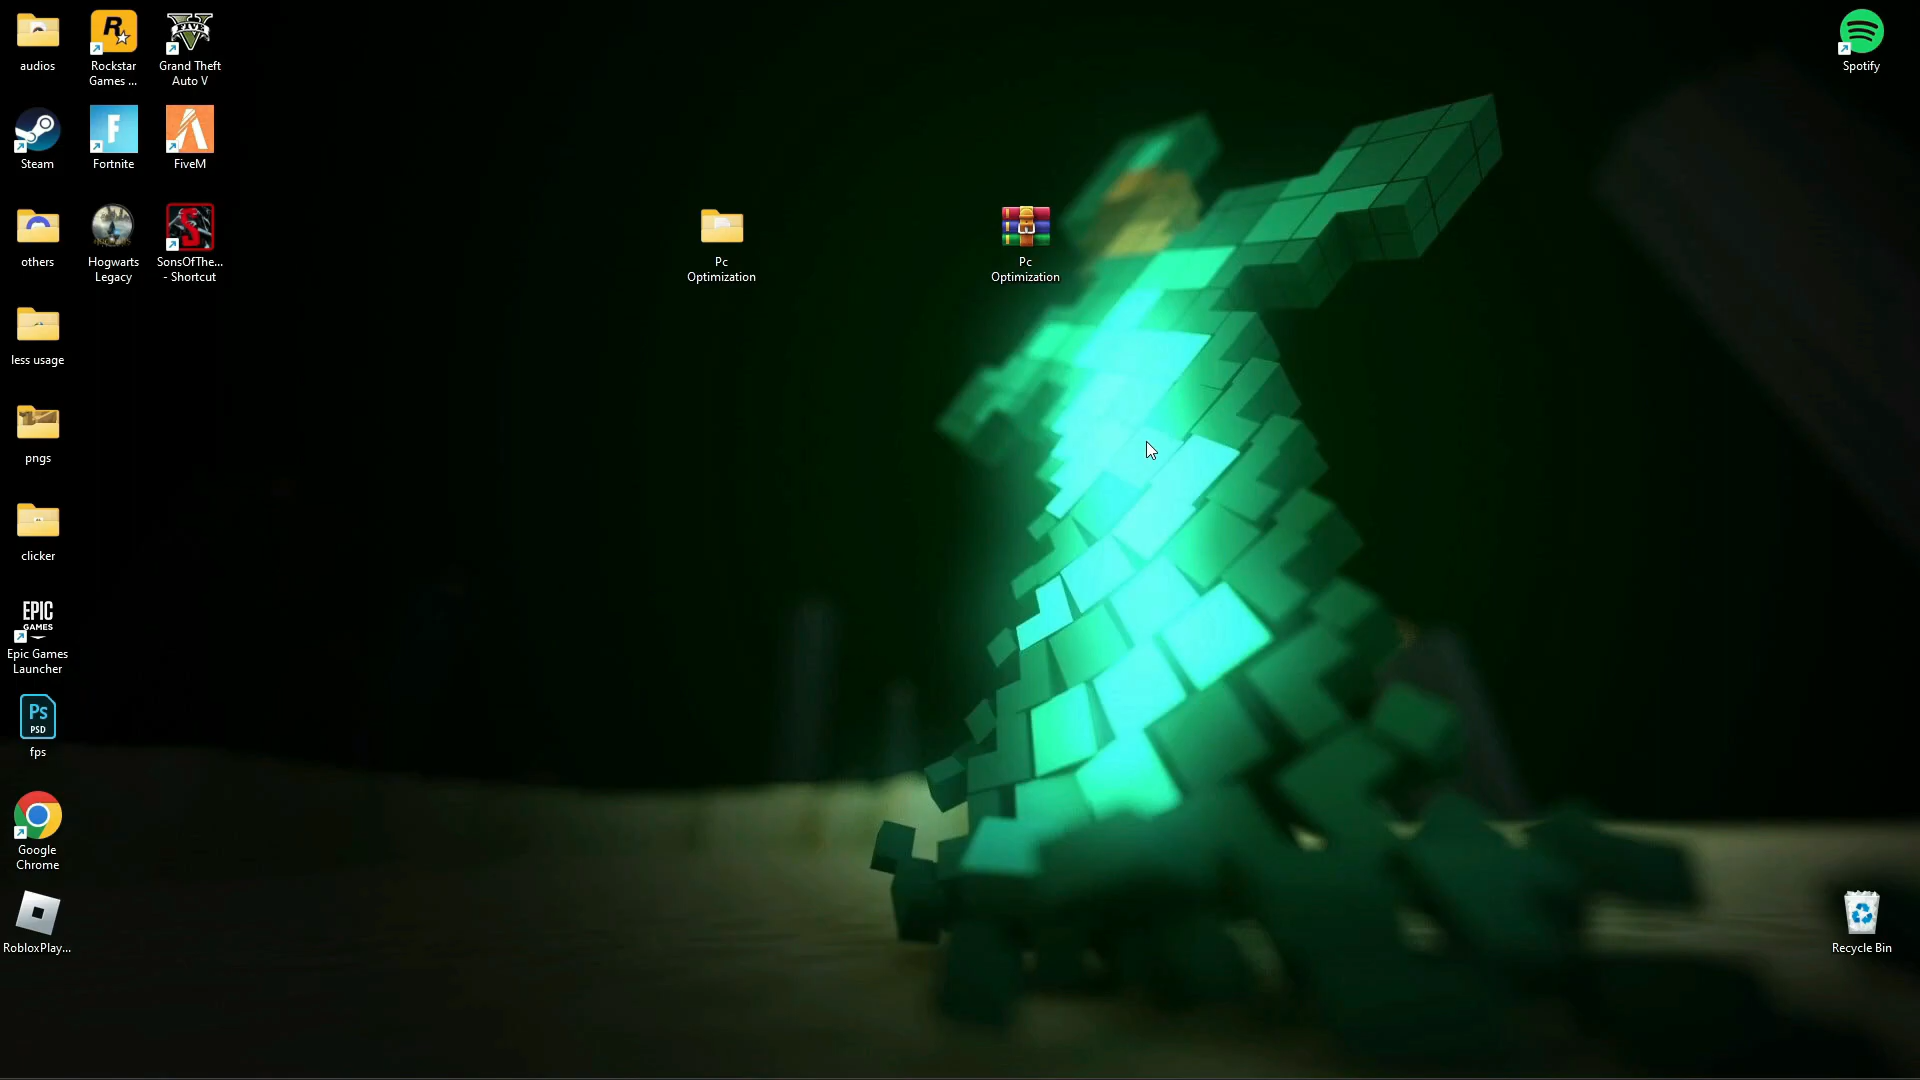 audios
Rockstar
Games ...
Grand Theft
Auto V
Spotify
Steam
Fortnite
FiveM
others
Hogwarts
Legacy
SonsOfThe...
- Shortcut
Pc
Optimization
Pc
Optimization
less usage
pngs
clicker
EPIC
GAMES
Epic Games
Launcher
Ps
PSD
fps
Google
Chrome
RobloxPlay...
Recycle Bin